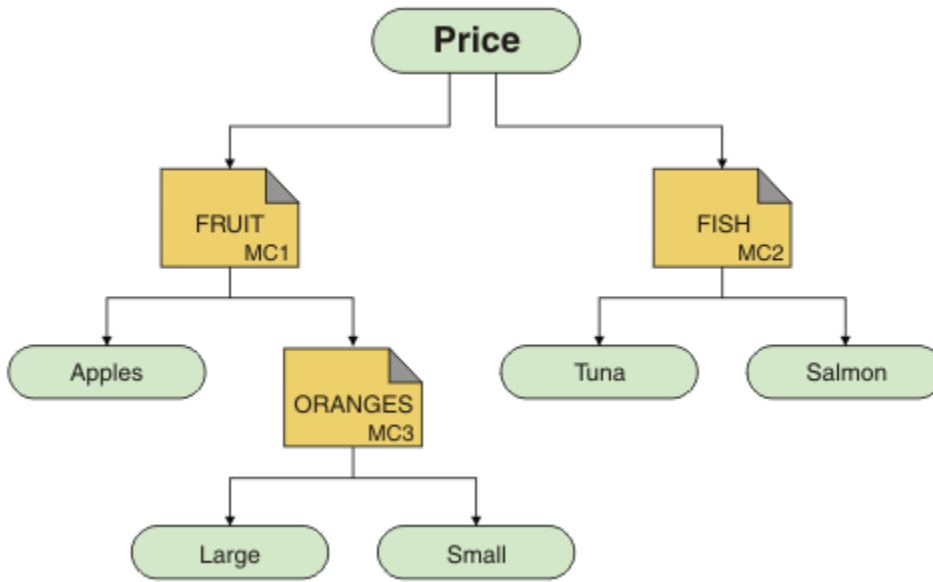 Price
FRUIT
MC1
FISH
MC2
Apples
ORANGES
MC3
Tuna
Salmon
Large
Small